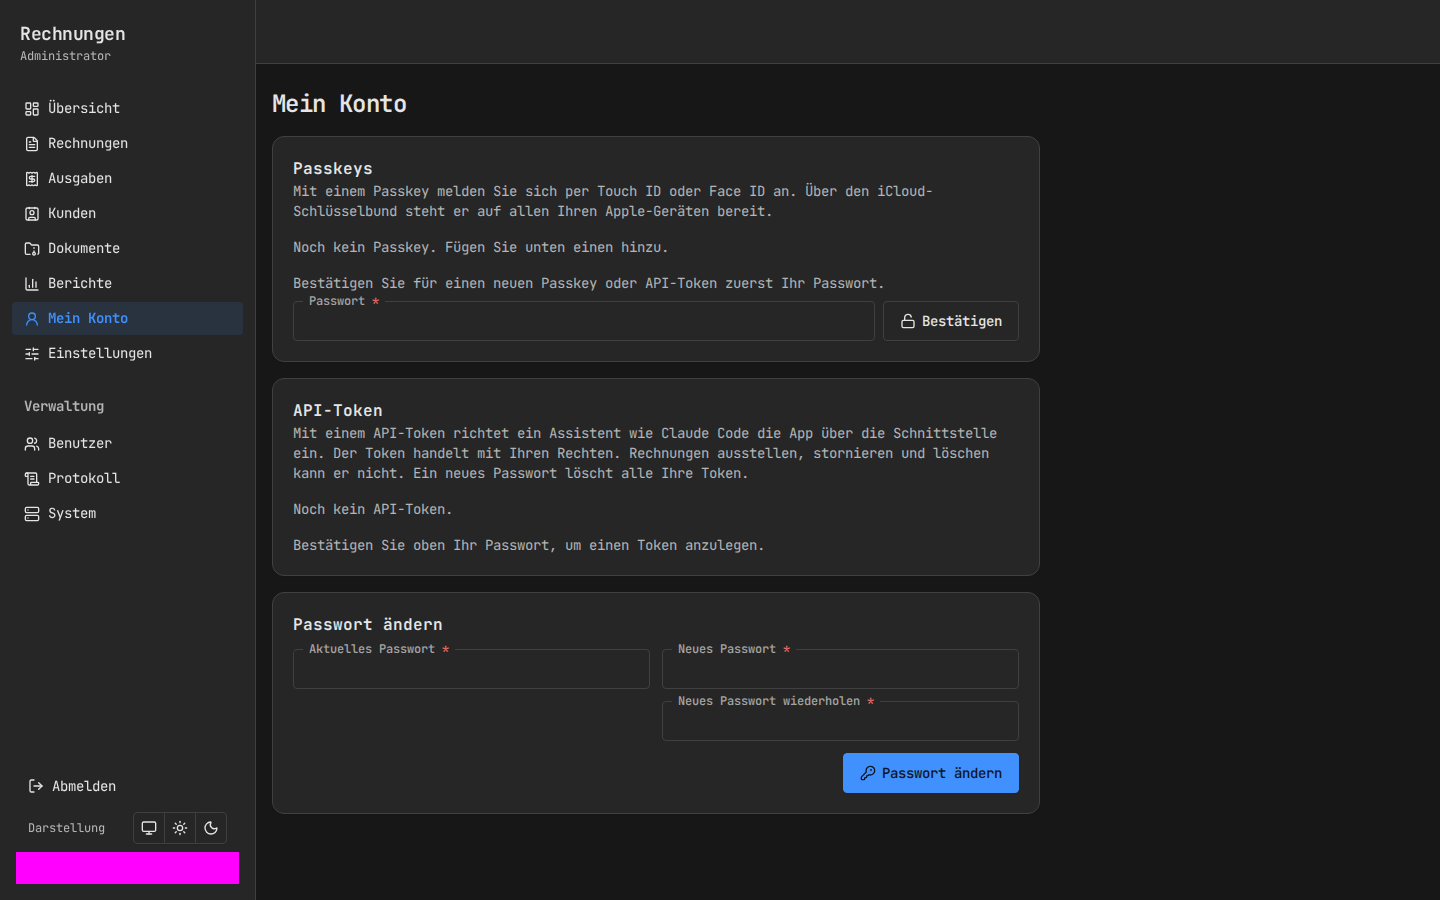 Rechnungen
Administrator
Übersicht
Rechnungen
Ausgaben
Kunden
Dokumente
Berichte
Mein Konto
Einstellungen
Verwaltung
Benutzer
Protokoll
System
Abmelden
Darstellung
Mein Konto
Passkeys
Mit einem Passkey melden Sie sich per Touch ID oder Face ID an. Über den iCloud-
Schlüsselbund steht er auf allen Ihren Apple-Geräten bereit.
Noch kein Passkey. Fügen Sie unten einen hinzu.
Bestätigen Sie für einen neuen Passkey oder API-Token zuerst Ihr Passwort.
Passwort *
Bestätigen
API-Token
Mit einem API-Token richtet ein Assistent wie Claude Code die App über die Schnittstelle
ein. Der Token handelt mit Ihren Rechten. Rechnungen ausstellen, stornieren und löschen
kann er nicht. Ein neues Passwort löscht alle Ihre Token.
Noch kein API-Token.
Bestätigen Sie oben Ihr Passwort, um einen Token anzulegen.
Passwort ändern
Aktuelles Passwort *
Neues Passwort *
Neues Passwort wiederholen *
Passwort ändern